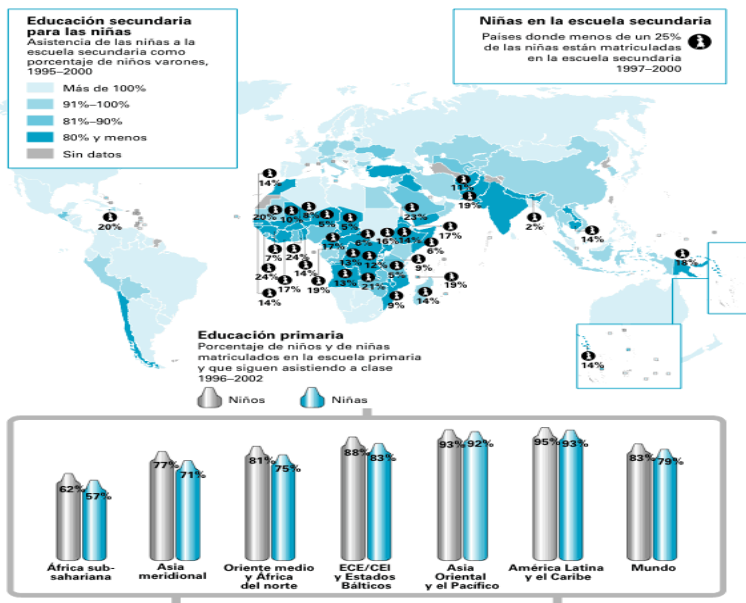 Educación secundaria
para las niñas
Asistencia de las niñas a la
escuela secundaria como
porcentaje de niños varones,
1995–2000
Más de 100%
91%–100%
81%–90%
80% y menos
Sin datos
Niñas en la escuela secundaria
Países donde menos de un 25%
de las niñas están matriculadas
en la escuela secundaria
1997–2000
14%
20%
20%
10%
8%
5%
5%
23%
11%
19%
2%
14%
17%
6%
16%
14%
6%
17%
7%
24%
14%
13%
12%
5%
9%
18%
24%
17%
19%
13%
21%
19%
14%
9%
14%
14%
Educación primaria
Porcentaje de niños y de niñas
matriculados en la escuela primaria
y que siguen asistiendo a clase
1996–2002
Niños
Niñas
62% 57%
77% 71%
81% 75%
88% 83%
93% 92%
95% 93%
83% 79%
África sub-
sahariana
Asia
meridional
Oriente medio
y África
del norte
ECE/CEI
y Estados
Bálticos
Asia
Oriental
y el Pacífico
América Latina
y el Caribe
Mundo